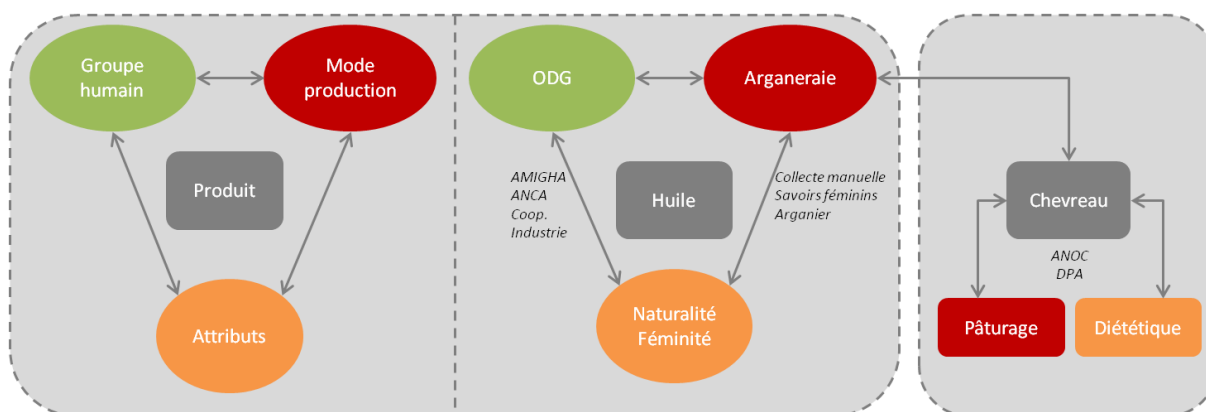 Groupe
humain
Mode
production
Produit
Attributs
ODG
Arganeraie
AMIGHA
ANCA
Coop.
Industrie
Huile
Collecte manuelle
Savoirs féminins
Arganier
Naturalité
Féminité
Chevreau
ANOC
DPA
Pâturage
Diététique